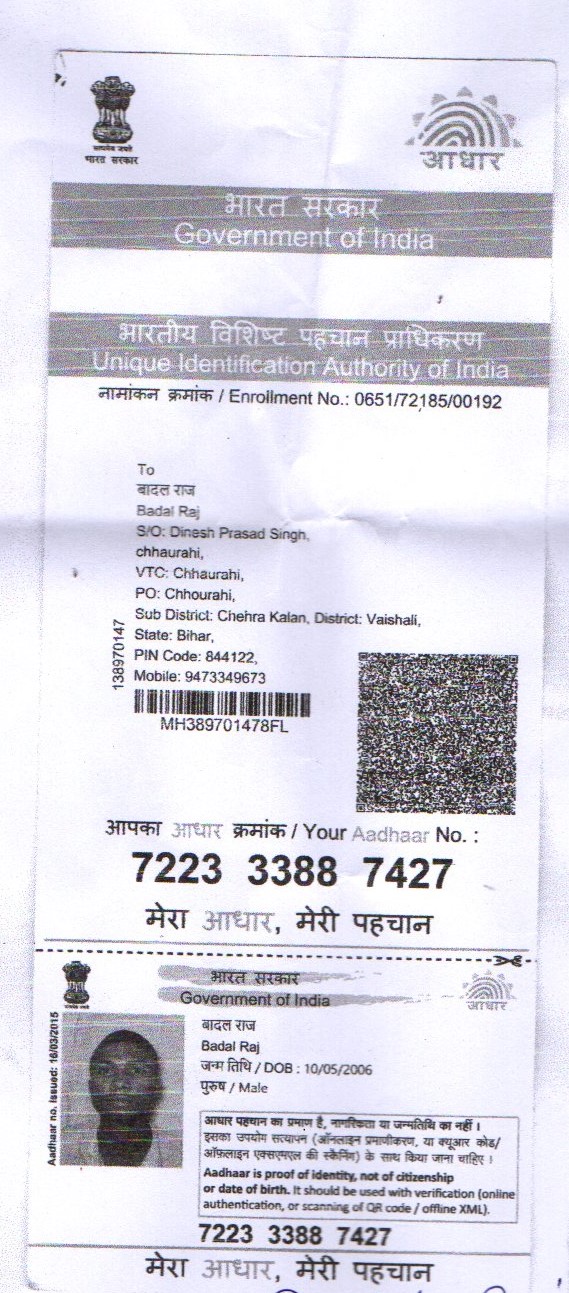 सत्यमेव जयते
भारत सरकार
आधार
भारत सरकार
Government of India
भारतीय विशिष्ट पहचान प्राधिकरण
Unique Identification Authority of India
नामांकन क्रमांक / Enrollment No.: 0651/72185/00192
To
बादल राज
Badal Raj
S/O: Dinesh Prasad Singh,
chhaurahi,
VTC: Chhaurahi,
PO: Chhourahi,
Sub District: Chehra Kalan, District: Vaishali,
State: Bihar,
PIN Code: 844122,
Mobile: 9473349673
138970147
MH389701478FL
आपका आधार क्रमांक / Your Aadhaar No. :
7223 3388 7427
मेरा आधार, मेरी पहचान
भारत सरकार
Government of India
आधार
Aadhaar no. issued: 16/03/2015
बादल राज
Badal Raj
जन्म तिथि / DOB : 10/05/2006
पुरुष / Male
आधार पहचान का प्रमाण है, नागरिकता या जन्मतिथि का नहीं ।
इसका उपयोग सत्यापन (ऑनलाइन प्रमाणीकरण, या क्यूआर कोड/
ऑफ़लाइन एक्सएमएल की स्कैनिंग) के साथ किया जाना चाहिए ।
Aadhaar is proof of identity, not of citizenship
or date of birth. It should be used with verification (online
authentication, or scanning of QR code / offline XML).
7223 3388 7427
मेरा आधार, मेरी पहचान